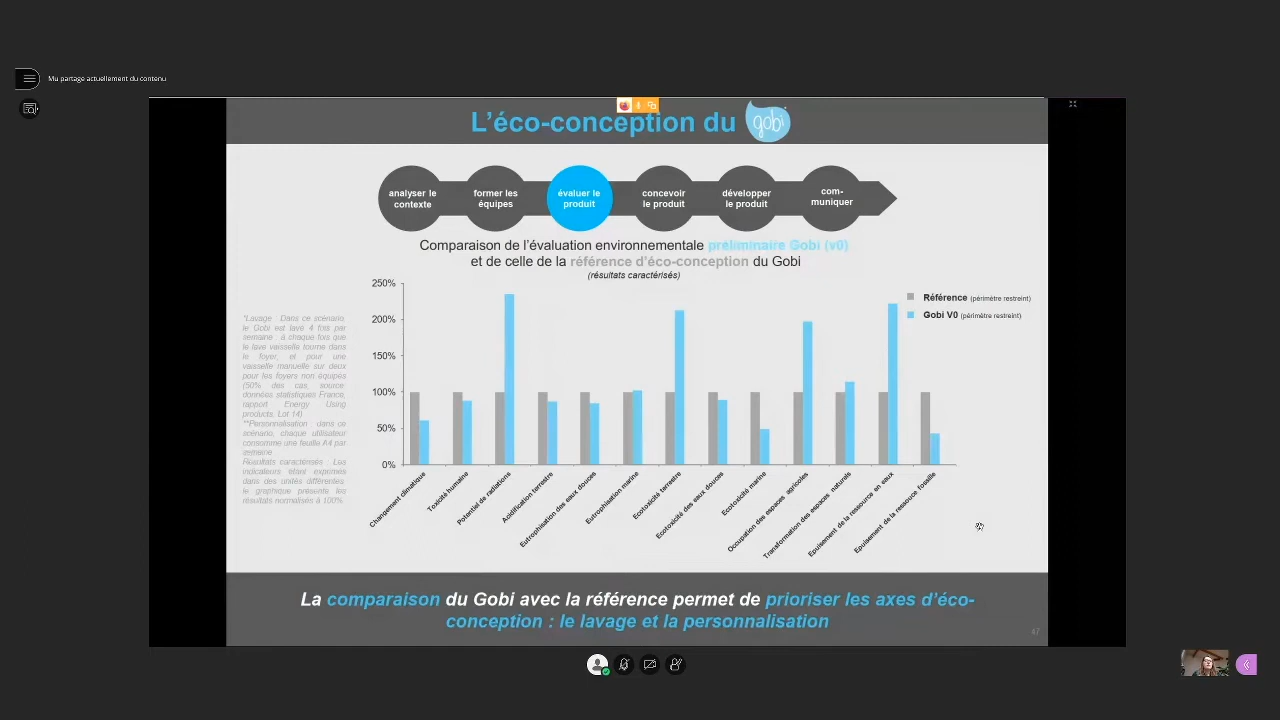 Mu partage actuellement du contenu
L'éco-conception du gobi
analyser le
contexte
former les
équipes
évaluer le
produit
concevoir
le produit
développer
le produit
com-
muniquer
Comparaison de l'évaluation environnementale préliminaire Gobi (v0)
et de celle de la référence d'éco-conception du Gobi
(résultats caractérisés)
250%
200%
150%
100%
50%
0%
Référence (périmètre restreint)
Gobi V0 (périmètre restreint)
*Lavage : Dans ce scénario,
le Gobi est lavé 4 fois par
semaine : à chaque fois que
le lave vaisselle tourne dans
le foyer, et pour une
vaisselle manuelle sur deux
pour les foyers non équipés
(50% des cas, source:
données statistiques France,
rapport Energy Using
products, Lot 14)
**Personnalisation : dans ce
scénario, chaque utilisateur
consomme une feuille A4 par
semaine.
Résultats caractérisés : Les
indicateurs étant exprimés
dans des unités différentes,
le graphique présente les
résultats normalisés à 100%.
Changement climatique
Toxicité humaine
Potentiel de radiations
Acidification terrestre
Eutrophisation des eaux douces
Eutrophisation marine
Ecotoxicité terrestre
Ecotoxicité des eaux douces
Ecotoxicité marine
Occupation des espaces agricoles
Transformation des espaces naturels
Epuisement de la ressource en eaux
Epuisement de la ressouce fossile
La comparaison du Gobi avec la référence permet de prioriser les axes d'éco-
conception : le lavage et la personnalisation
47